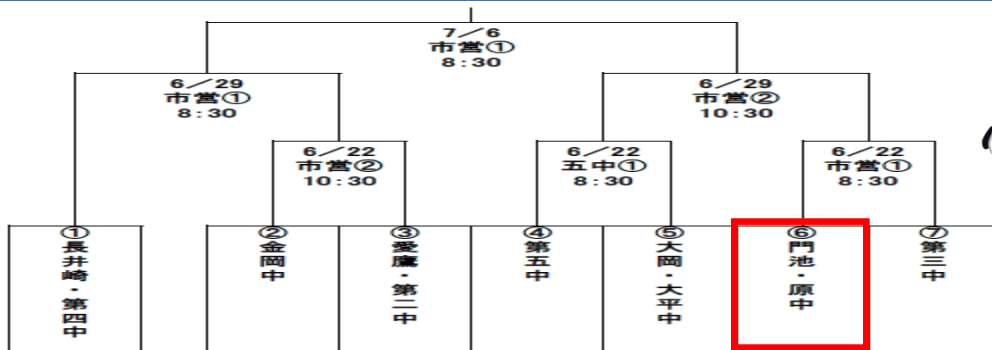 7／6
市営①
8:30
6／29
市営①
8:30
6／29
市営②
10:30
6／22
市営②
10:30
6／22
五中①
8:30
6／22
市営①
8:30
①長井崎・第四中
②金岡中
③愛鷹・第二中
④第五中
⑤大岡・大平中
⑥門池・原中
⑦第三中